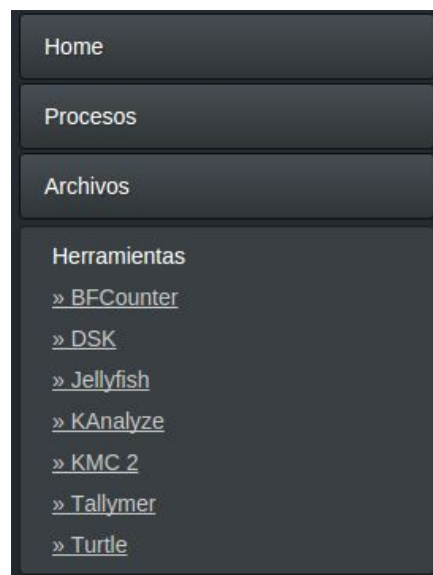 Home
Procesos
Archivos
Herramientas
» BFCounter
» DSK
» Jellyfish
» KAnalyze
» KMC 2
» Tallymer
» Turtle